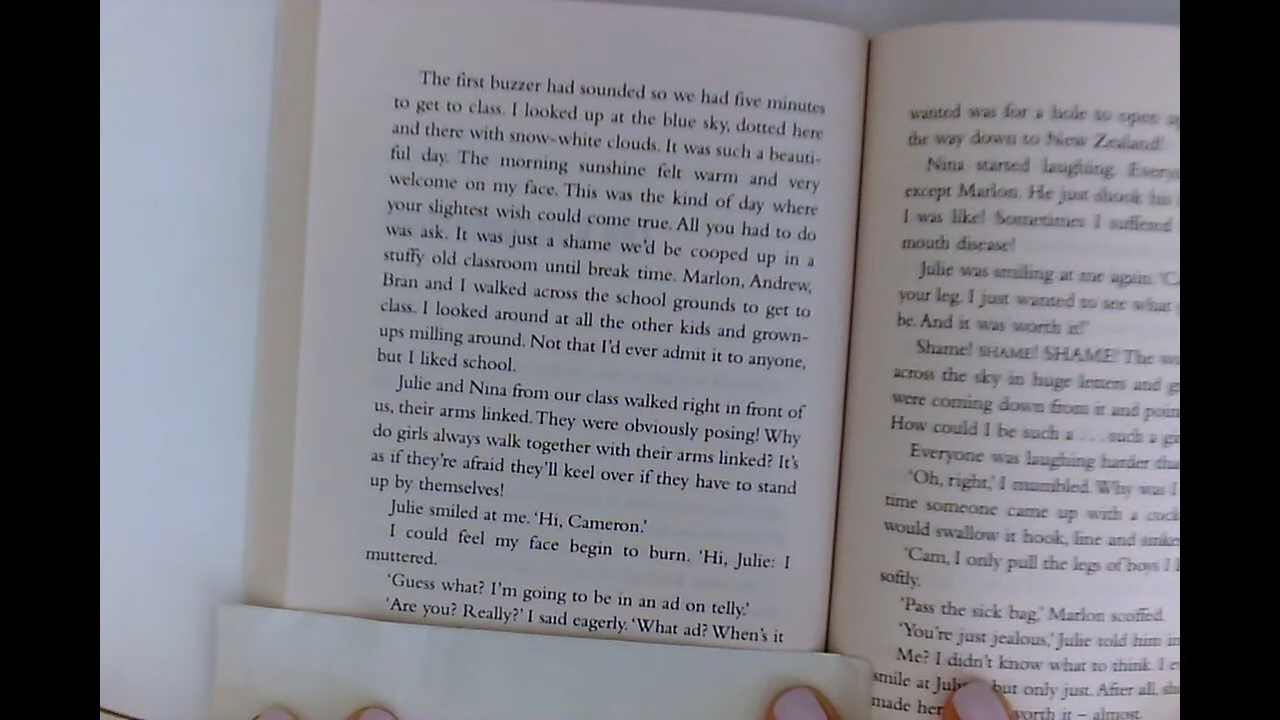 The first buzzer had sounded so we had five minutes
to get to class. I looked up at the blue sky, dotted here
and there with snow-white clouds. It was such a beauti-
ful day. The morning sunshine felt warm and very
welcome on my face. This was the kind of day where
your slightest wish could come true. All you had to do
was ask. It was just a shame we'd be cooped up in a
stuffy old classroom until break time. Marlon, Andrew,
Bran and I walked across the school grounds to get to
class. I looked around at all the other kids and grown-
ups milling around. Not that I'd ever admit it to anyone,
but I liked school.
Julie and Nina from our class walked right in front of
us, their arms linked. They were obviously posing! Why
do girls always walk together with their arms linked? It's
as if they're afraid they'll keel over if they have to stand
up by themselves!
Julie smiled at me. 'Hi, Cameron.'
I could feel my face begin to burn. 'Hi, Julie.' I
muttered.
'Guess what? I'm going to be in an ad on telly.'
'Are you? Really?' I said eagerly. 'What ad? When's it
wanted was for a hole to open
the way down to New Zealand!
Nina started laughing.
except Marlon. He just shook his
I was like! Sometimes I suffered
mouth disease!
Julie was smiling at me again.
your leg. I just wanted to see what
be. And it was worth it!'
Shame! SHAME! SHAME! The
across the sky in huge letters and
were coming down from it and
How could I be such a . . . such a
Everyone was laughing harder
'Oh, right,' I mumbled. Why was I
time someone came up with a
would swallow it hook, line and
'Cam, I only pull the legs of boys I
softly.
'Pass the sick bag,' Marlon scoffed.
'You're just jealous,' Julie told him
Me? I didn't know what to think. I
smile at but only just. After all,
made her worth it – almost.